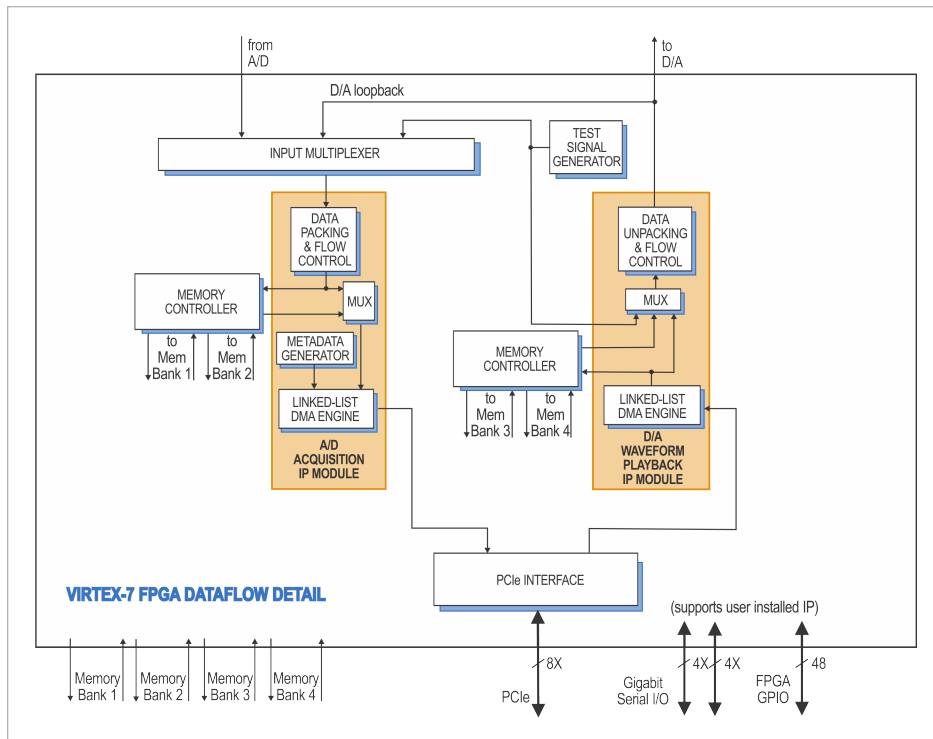 from
A/D
to
D/A
D/A loopback
INPUT MULTIPLEXER
TEST
SIGNAL
GENERATOR
DATA
PACKING
& FLOW
CONTROL
DATA
UNPACKING
& FLOW
CONTROL
MEMORY
CONTROLLER
MUX
MUX
to
Mem
Bank 1
to
Mem
Bank 2
METADATA
GENERATOR
MEMORY
CONTROLLER
LINKED-LIST
DMA ENGINE
LINKED-LIST
DMA ENGINE
to
Mem
Bank 3
to
Mem
Bank 4
A/D
ACQUISITION
IP MODULE
D/A
WAVEFORM
PLAYBACK
IP MODULE
PCIe INTERFACE
VIRTEX-7 FPGA DATAFLOW DETAIL
(supports user installed IP)
Memory
Bank 1
Memory
Bank 2
Memory
Bank 3
Memory
Bank 4
8X
PCIe
4X
4X
Gigabit
Serial I/O
48
FPGA
GPIO